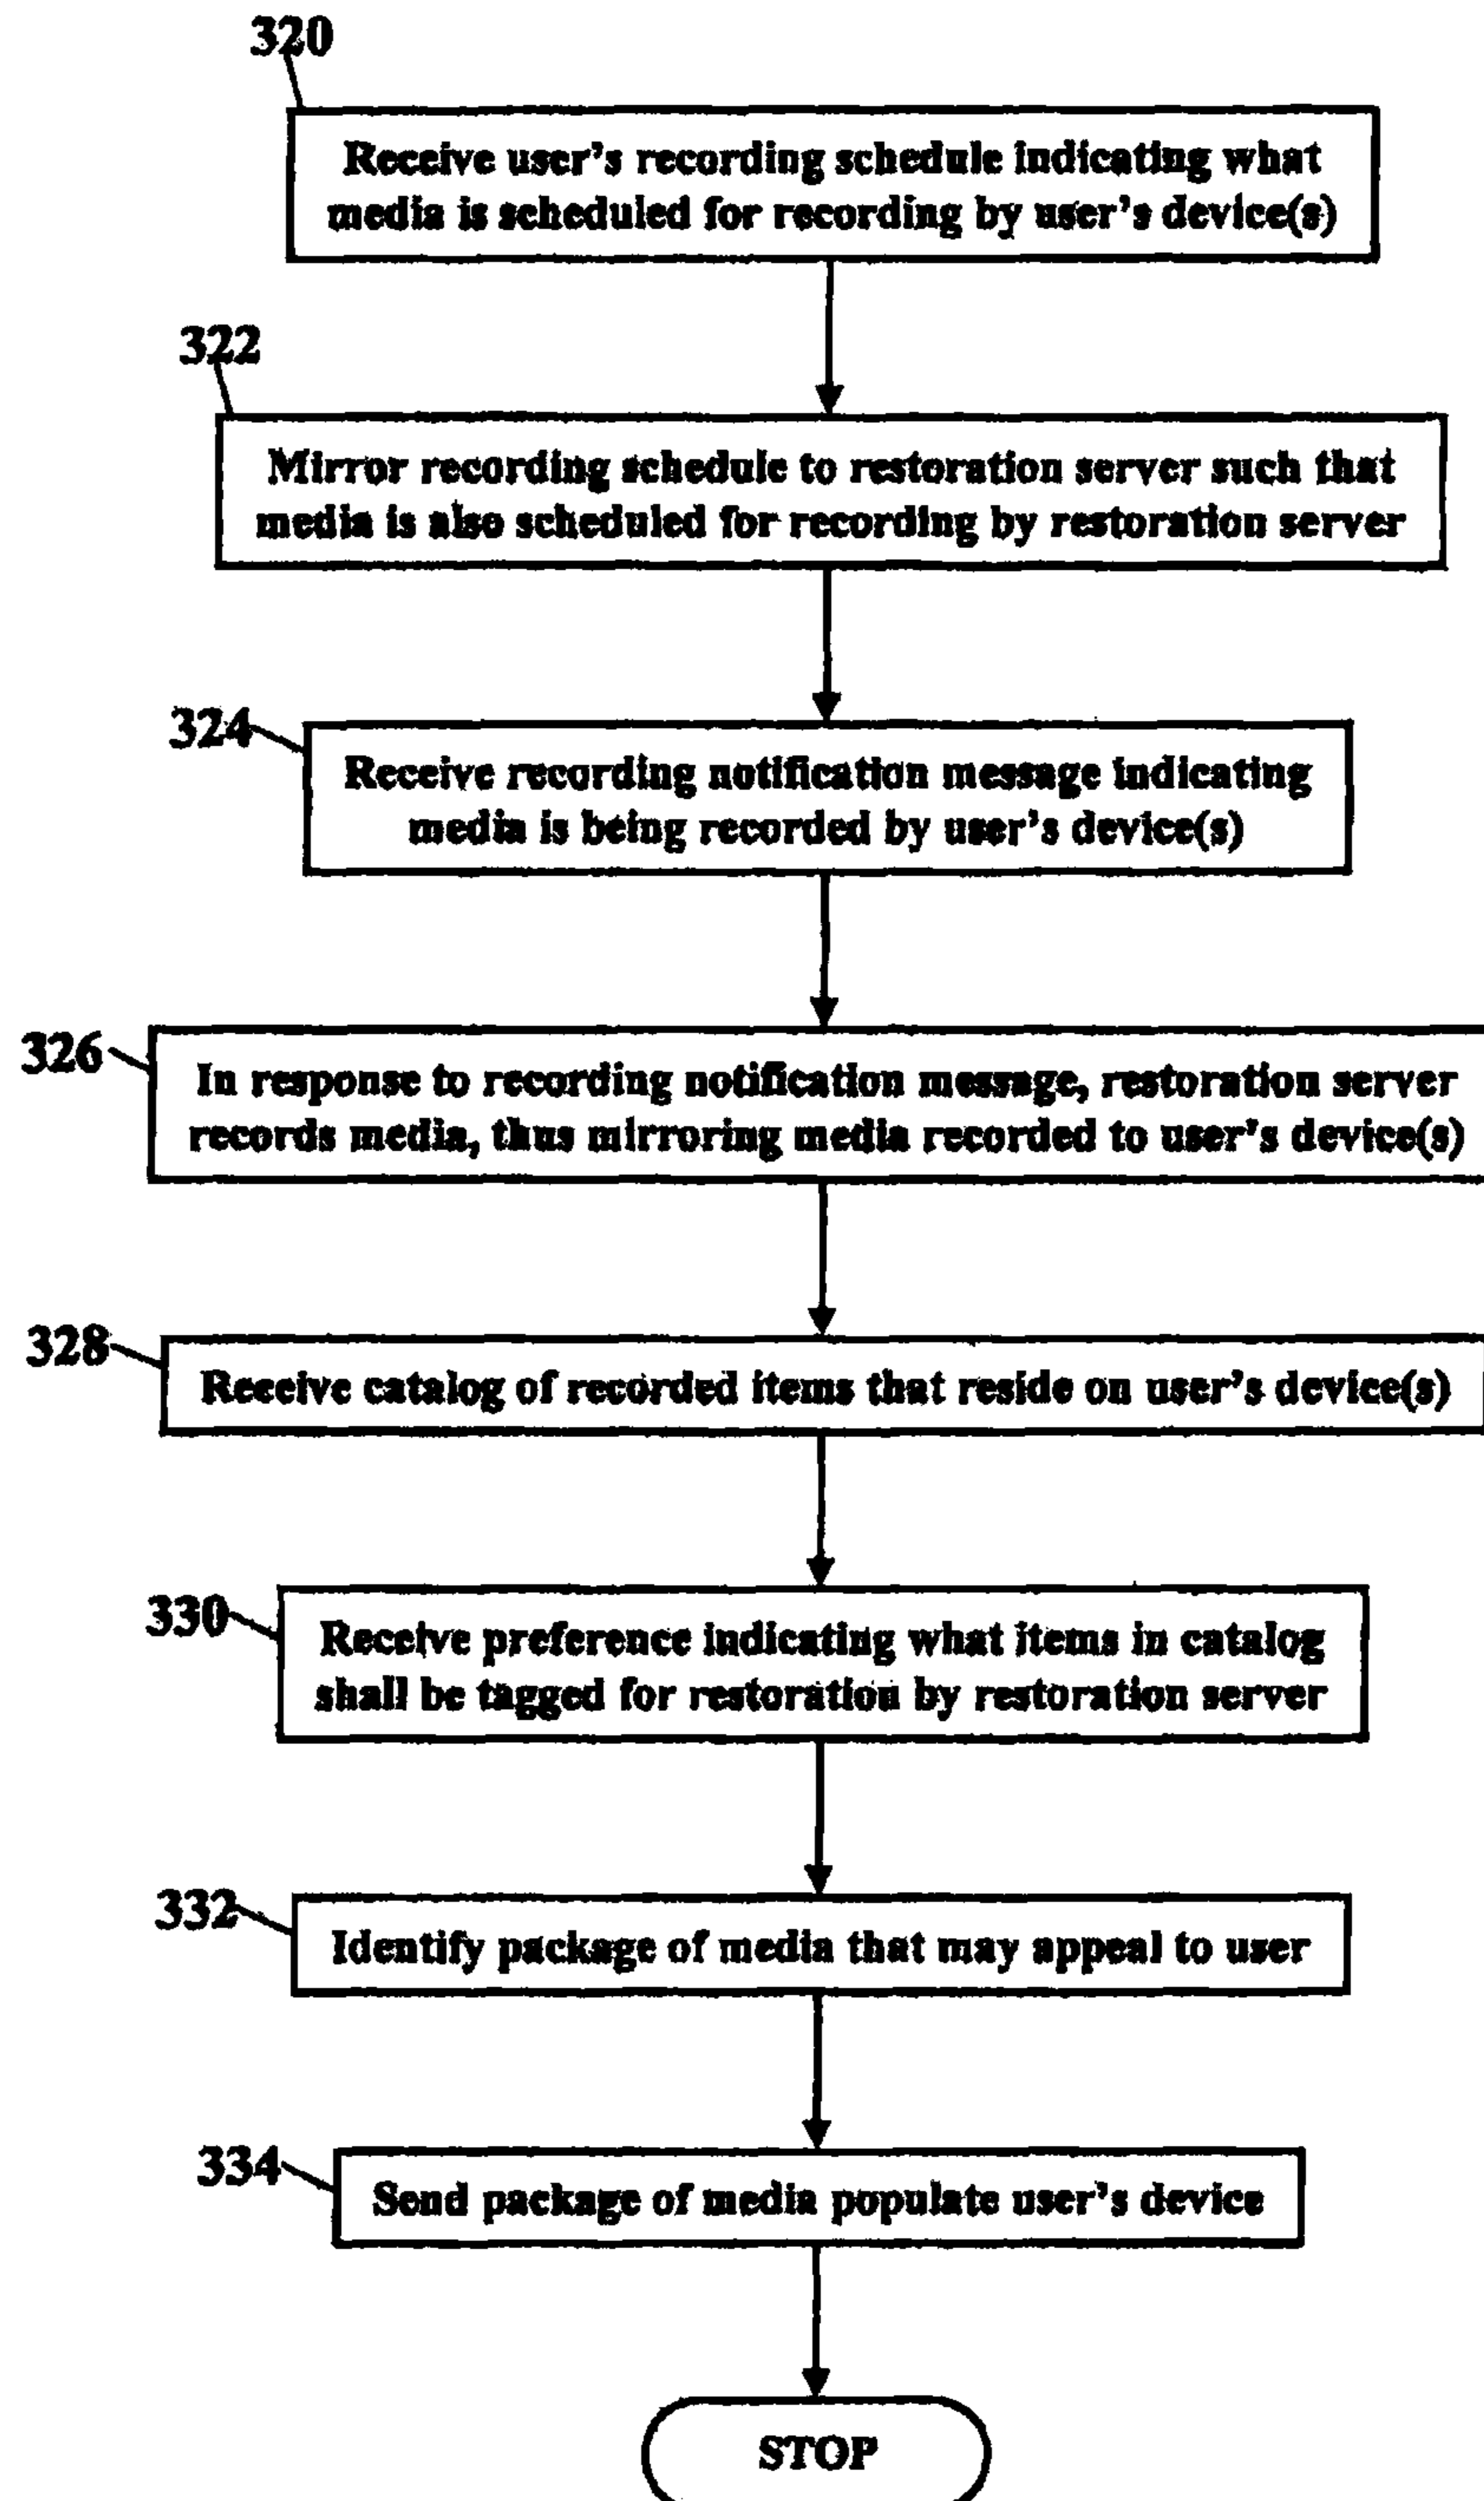 320
Receive user's recording schedule indicating what
media is scheduled for recording by user's device(s)
322
Mirror recording schedule to restoration server such that
media is also scheduled for recording by restoration server
324
Receive recording notification message indicating
media is being recorded by user's device(s)
326
In response to recording notification message, restoration server
records media, thus mirroring media recorded to user's device(s)
328
Receive catalog of recorded items that reside on user's device(s)
330
Receive preference indicating what items in catalog
shall be tagged for restoration by restoration server
332
Identify package of media that may appeal to user
334
Send package of media populate user's device
STOP